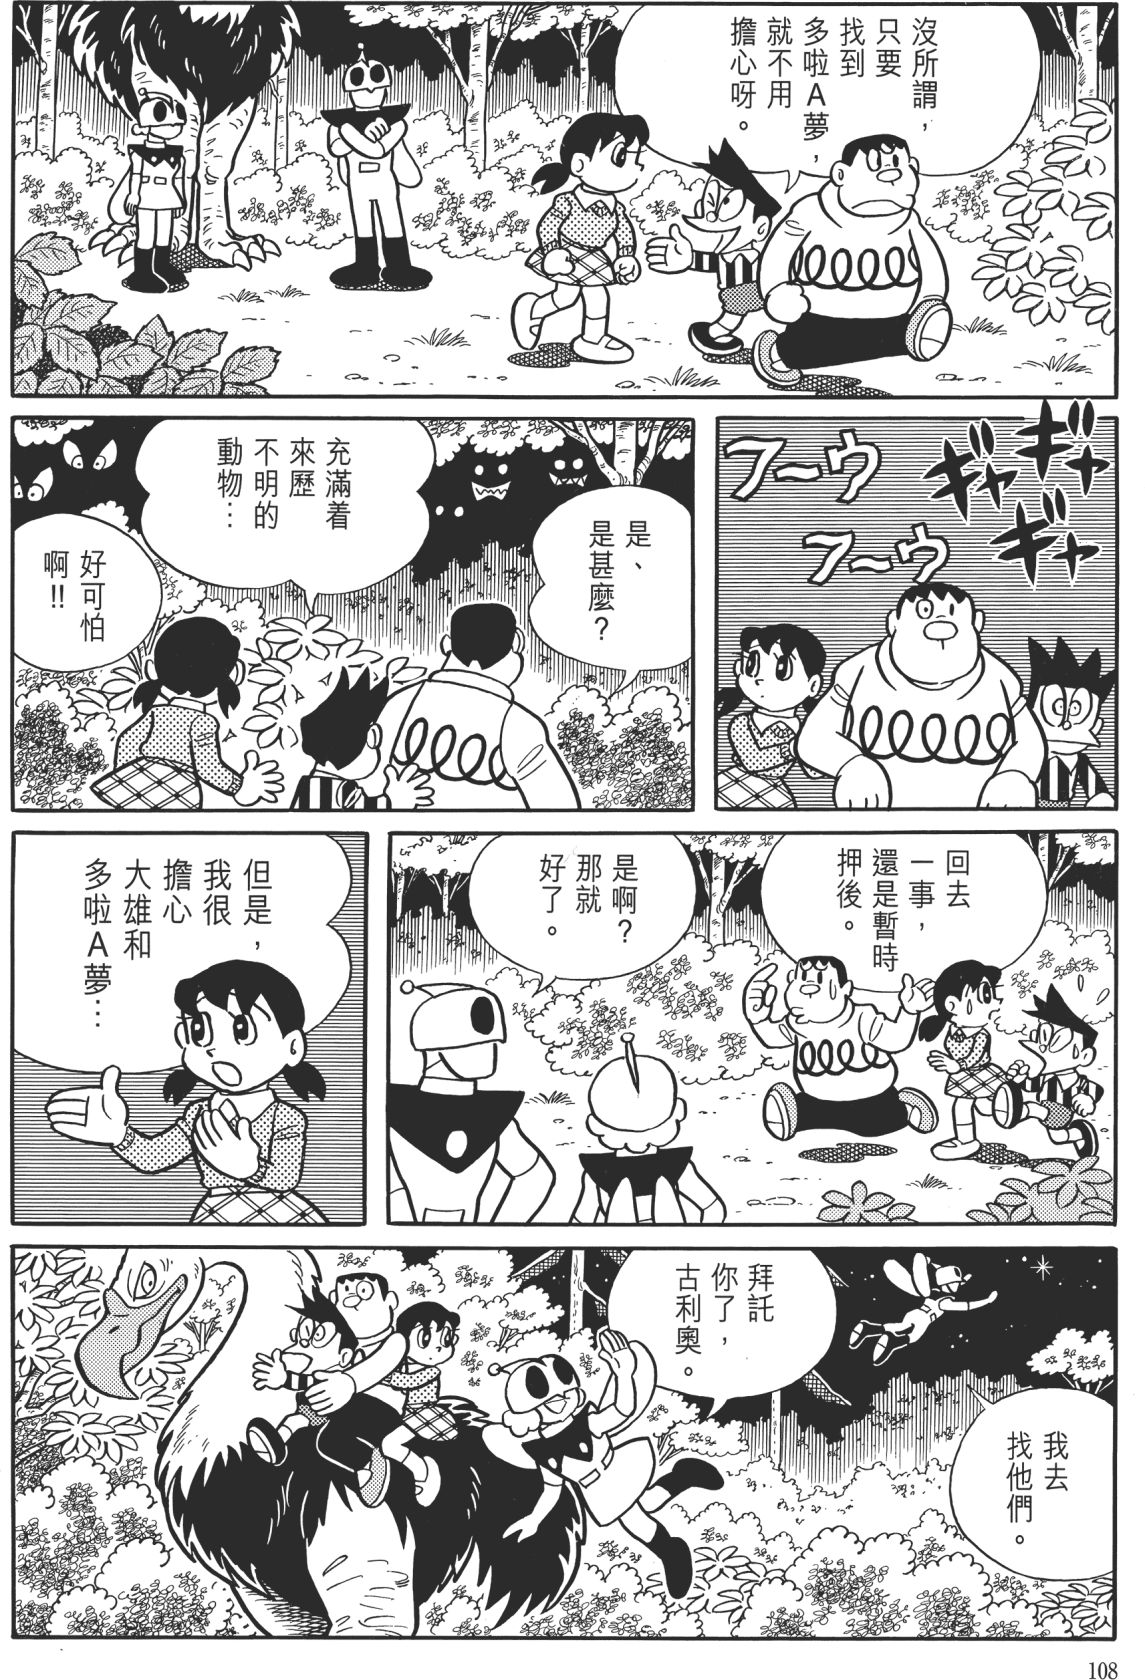 沒所謂，
只要
找到
多啦A夢，
就不用
擔心呀。
ギャ
ギャ
ギャ
フーウ
フーウ
是、
是甚麼？
充滿着
來歷
不明的
動物…
好可怕
啊!!
回去
一事，
還是暫時
押後。
是啊？
那就
好了。
但是，
我很
擔心
大雄和
多啦A夢…
我去
找他們。
拜託
你了，
古利奧。
108